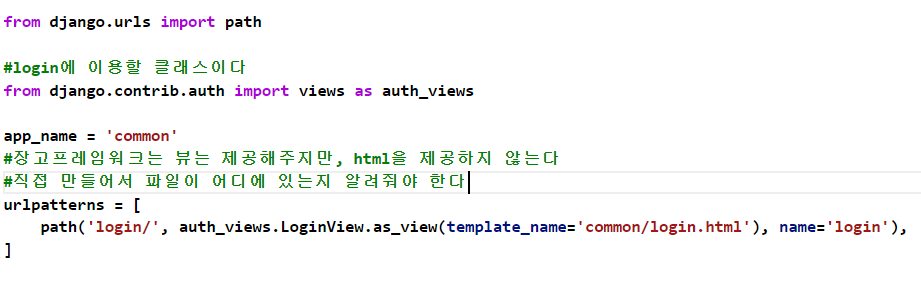 from django.urls import path
#login에 이용할 클래스이다
from django.contrib.auth import views as auth_views
app_name = 'common'
#장고프레임워크는 뷰는 제공해주지만, html을 제공하지 않는다
#직접 만들어서 파일이 어디에 있는지 알려줘야 한다
urlpatterns = [
    path('login/', auth_views.LoginView.as_view(template_name='common/login.html'), name='login'),
]